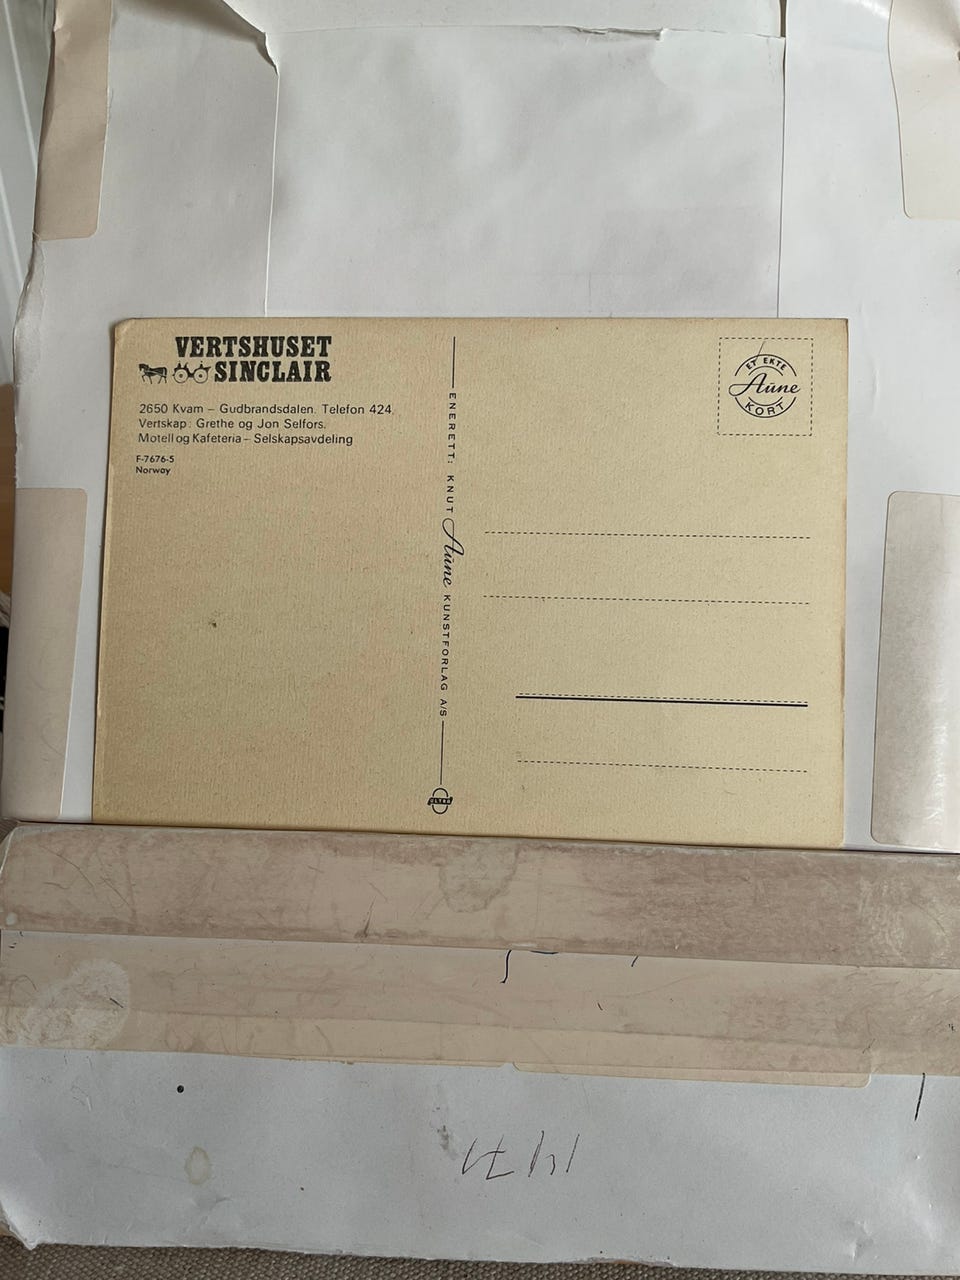 VERTSHUSET
SINCLAIR
2650 Kvam – Gudbrandsdalen. Telefon 424.
Vertskap: Grethe og Jon Selfors.
Motell og Kafeteria – Selskapsavdeling
F-7676-5
Norway
ENERETT: KNUT Aune KUNSTFORLAG A/S
ET EKTE
Aune
KORT